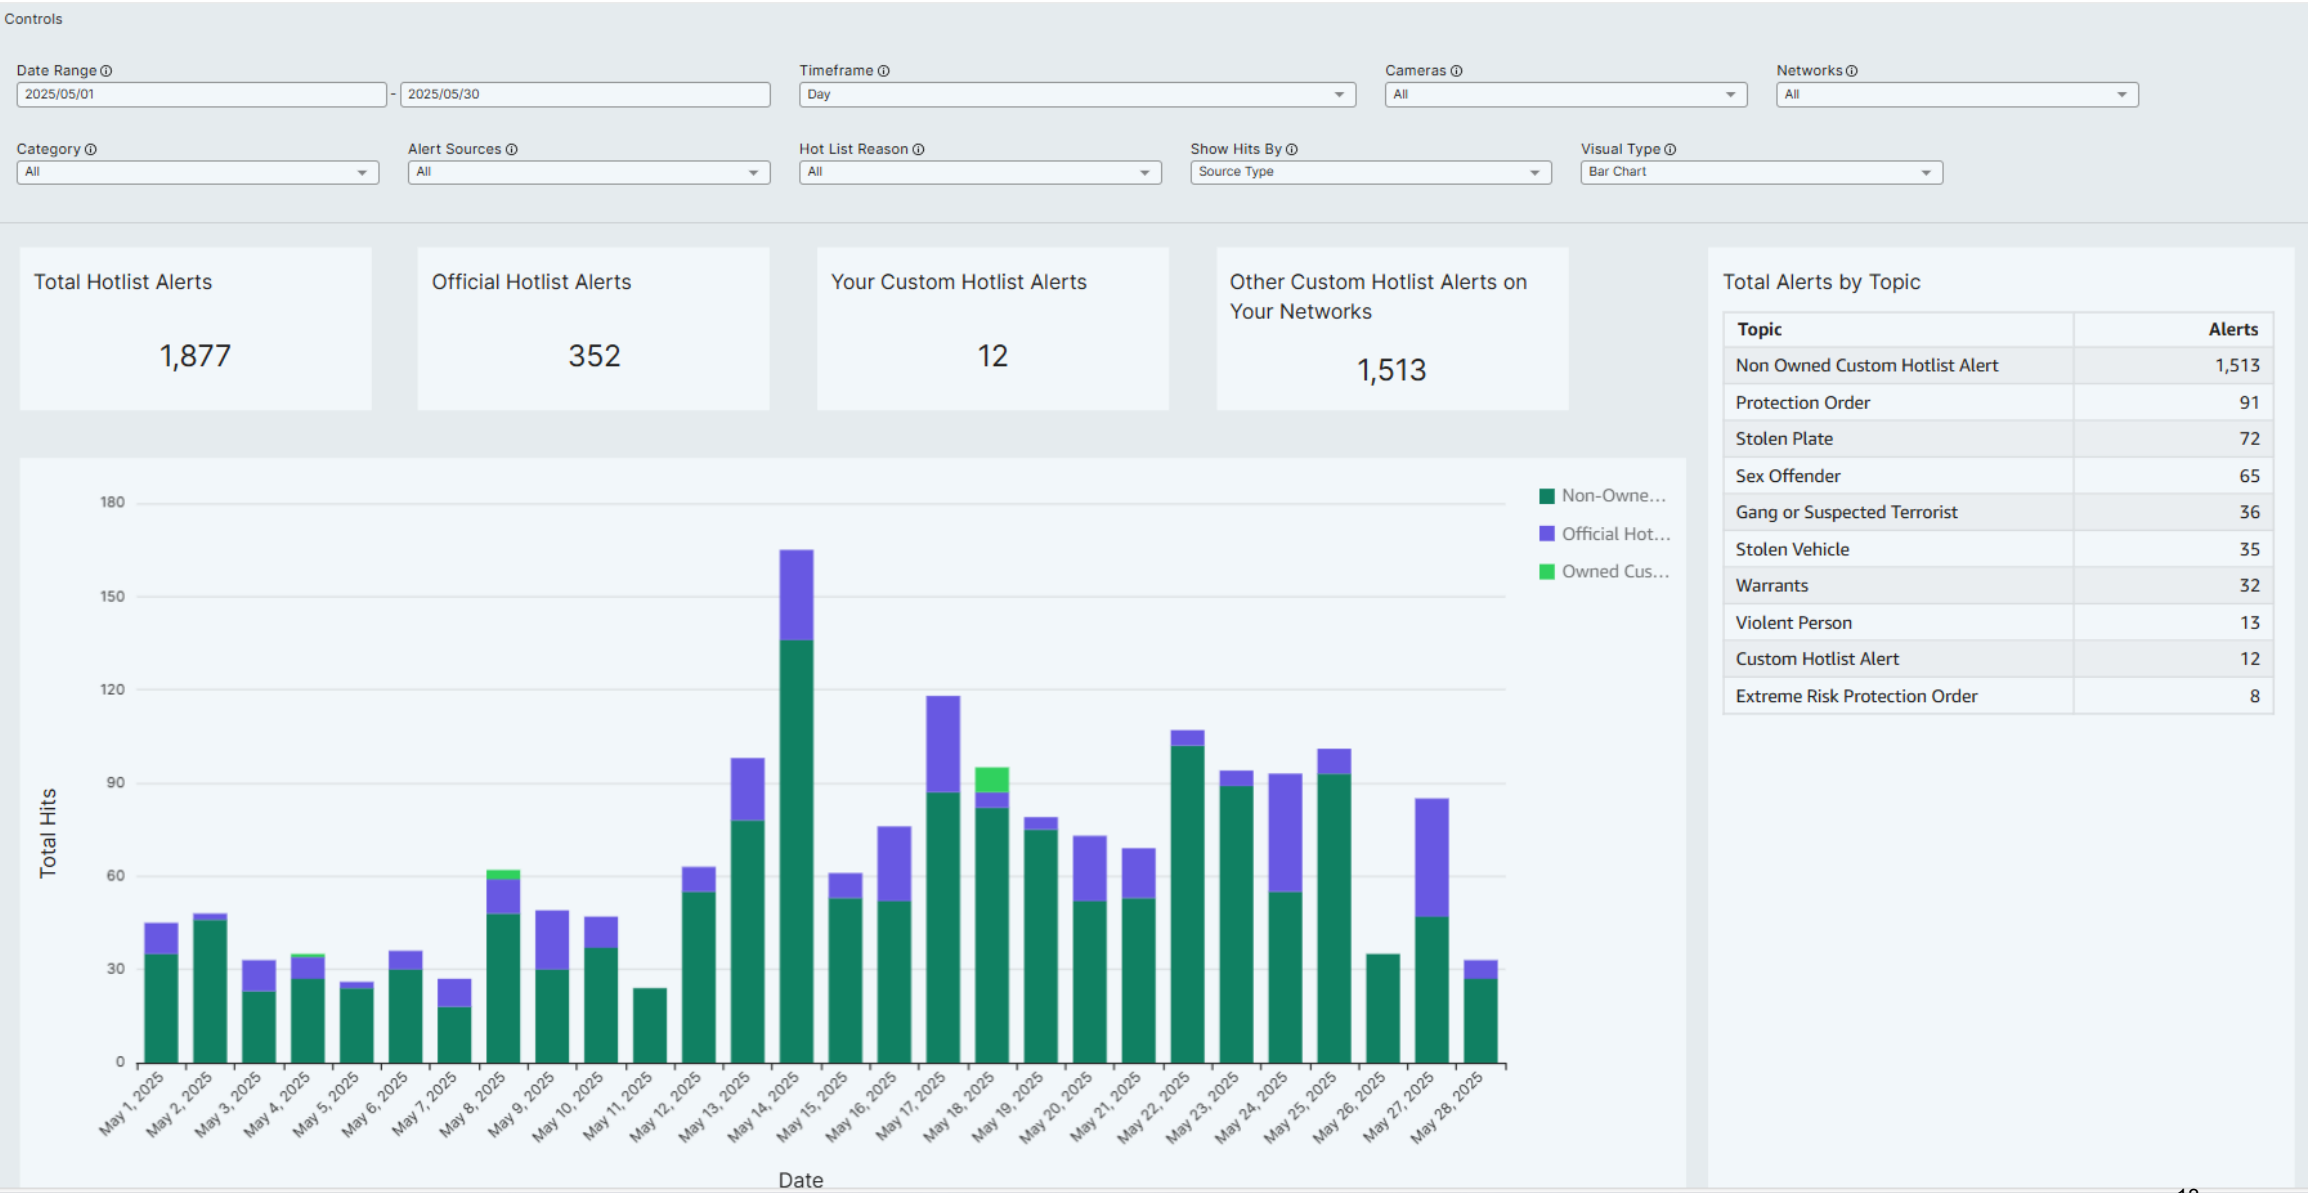 Controls
Date Range
Timeframe
Cameras
Networks
2025/05/01 - 2025/05/30
Day
All
All
Category
Alert Sources
Hot List Reason
Show Hits By
Visual Type
All
All
All
Source Type
Bar Chart
Total Hotlist Alerts
1,877
Official Hotlist Alerts
352
Your Custom Hotlist Alerts
12
Other Custom Hotlist Alerts on
Your Networks
1,513
Total Alerts by Topic
Topic Alerts
Non Owned Custom Hotlist Alert 1,513
Protection Order 91
Stolen Plate 72
Sex Offender 65
Gang or Suspected Terrorist 36
Stolen Vehicle 35
Warrants 32
Violent Person 13
Custom Hotlist Alert 12
Extreme Risk Protection Order 8
Total Hits
180
150
120
90
60
30
0
Non-Owne...
Official Hot...
Owned Cus...
May 1, 2025
May 2, 2025
May 3, 2025
May 4, 2025
May 5, 2025
May 6, 2025
May 7, 2025
May 8, 2025
May 9, 2025
May 10, 2025
May 11, 2025
May 12, 2025
May 13, 2025
May 14, 2025
May 15, 2025
May 16, 2025
May 17, 2025
May 18, 2025
May 19, 2025
May 20, 2025
May 21, 2025
May 22, 2025
May 23, 2025
May 24, 2025
May 25, 2025
May 26, 2025
May 27, 2025
May 28, 2025
Date